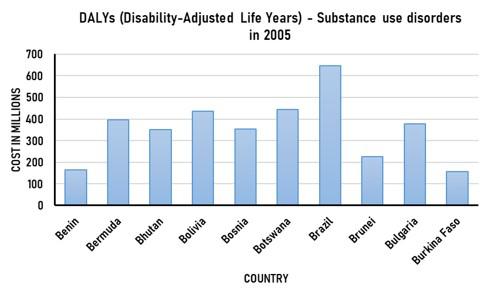 DALYs (Disability-Adjusted Life Years) - Substance use disorders
in 2005
COST IN MILLIONS
700
600
500
400
300
200
100
0
Benin
Bermuda
Bhutan
Bolivia
Bosnia
Botswana
Brazil
Brunei
Bulgaria
Burkina Faso
COUNTRY